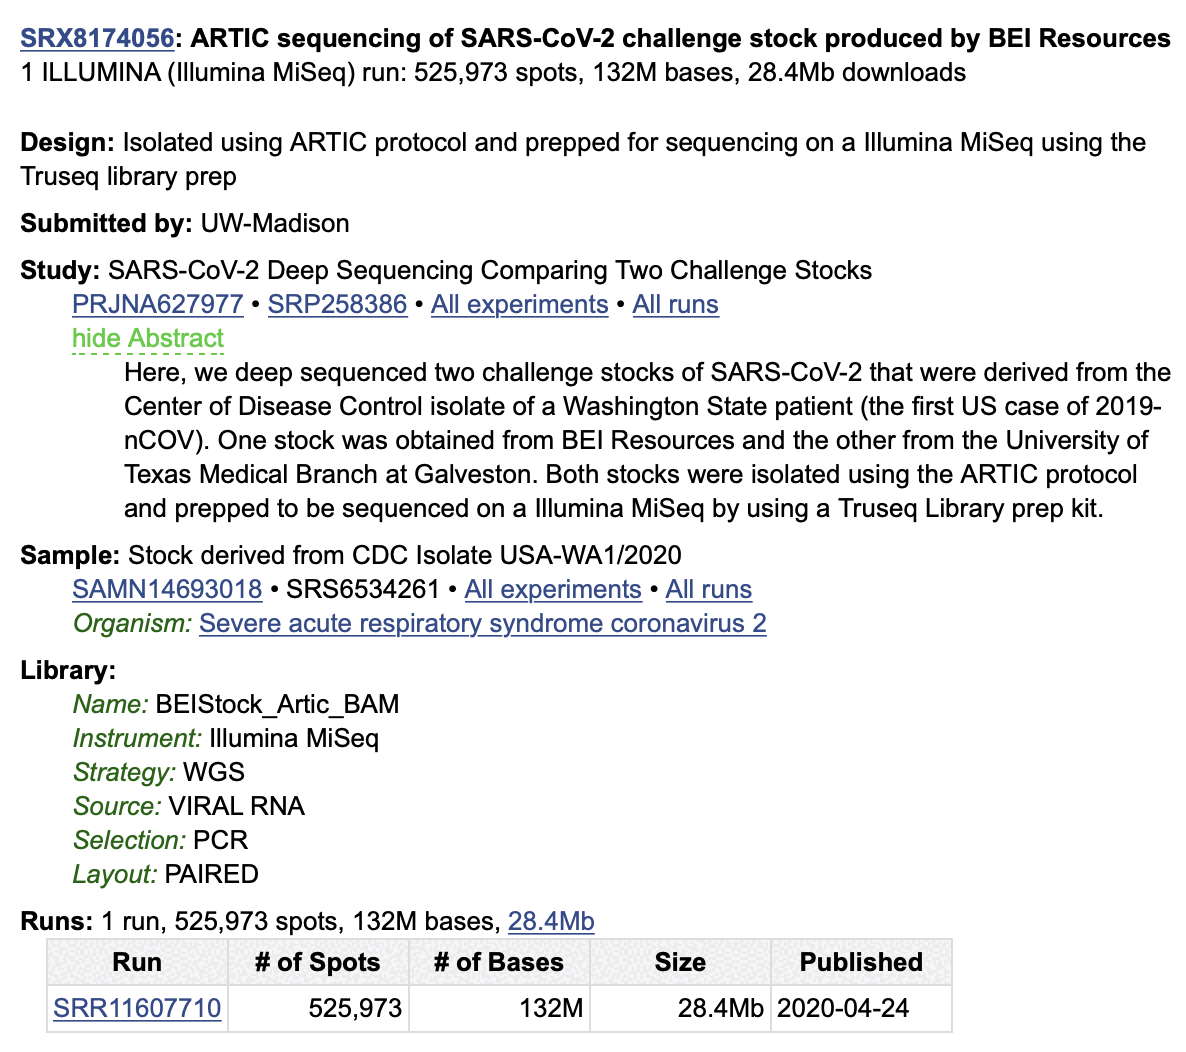 SRX8174056: ARTIC sequencing of SARS-CoV-2 challenge stock produced by BEI Resources
1 ILLUMINA (Illumina MiSeq) run: 525,973 spots, 132M bases, 28.4Mb downloads
Design: Isolated using ARTIC protocol and prepped for sequencing on a Illumina MiSeq using the
Truseq library prep
Submitted by: UW-Madison
Study: SARS-CoV-2 Deep Sequencing Comparing Two Challenge Stocks
PRJNA627977 • SRP258386 • All experiments • All runs
hide Abstract
Here, we deep sequenced two challenge stocks of SARS-CoV-2 that were derived from the
Center of Disease Control isolate of a Washington State patient (the first US case of 2019-
nCOV). One stock was obtained from BEI Resources and the other from the University of
Texas Medical Branch at Galveston. Both stocks were isolated using the ARTIC protocol
and prepped to be sequenced on a Illumina MiSeq by using a Truseq Library prep kit.
Sample: Stock derived from CDC Isolate USA-WA1/2020
SAMN14693018 • SRS6534261 • All experiments • All runs
Organism: Severe acute respiratory syndrome coronavirus 2
Library:
Name: BEIStock_Artic_BAM
Instrument: Illumina MiSeq
Strategy: WGS
Source: VIRAL RNA
Selection: PCR
Layout: PAIRED
Runs: 1 run, 525,973 spots, 132M bases, 28.4Mb
Run # of Spots # of Bases Size Published
SRR11607710 525,973 132M 28.4Mb 2020-04-24